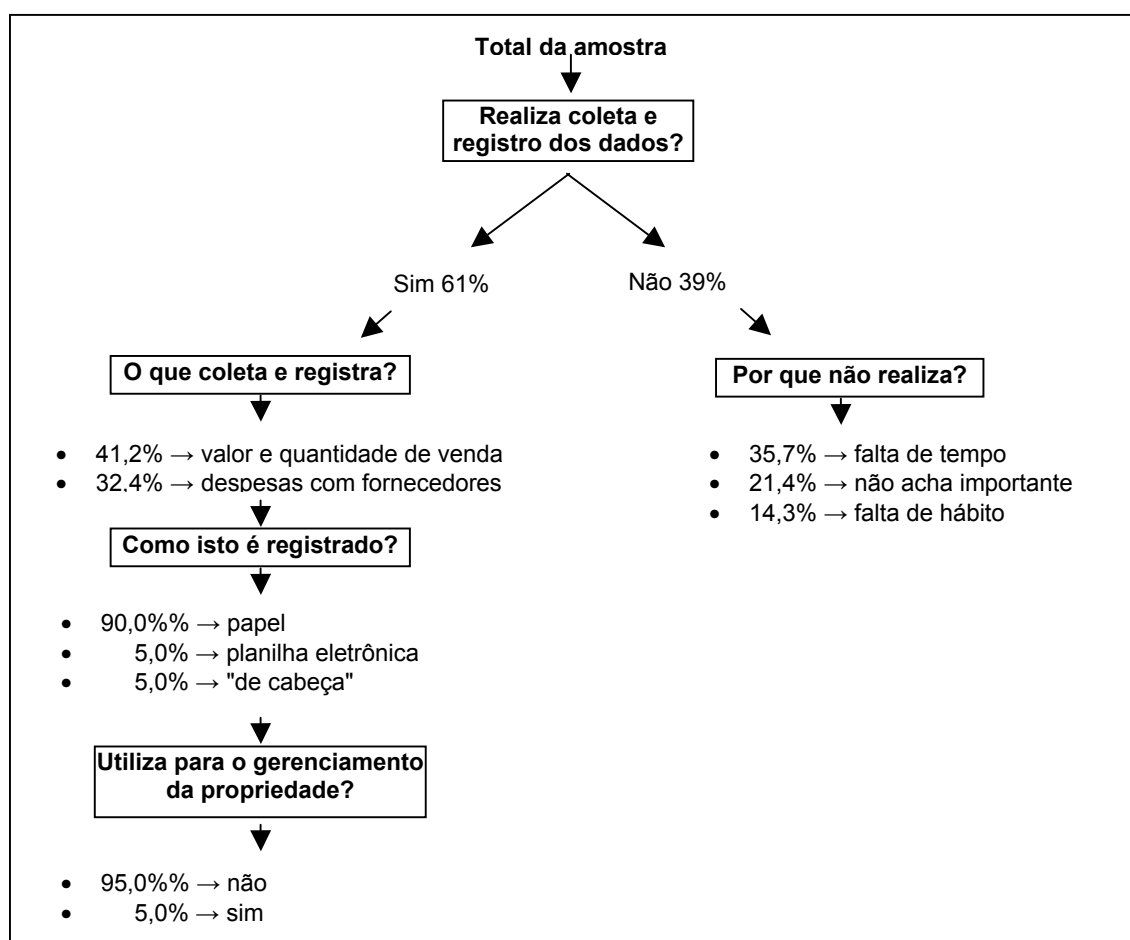 Total da amostra
Realiza coleta e
registro dos dados?
Sim 61%
Não 39%
O que coleta e registra?
• 41,2% → valor e quantidade de venda
• 32,4% → despesas com fornecedores
Como isto é registrado?
• 90,0%% → papel
• 5,0% → planilha eletrônica
• 5,0% → "de cabeça"
Utiliza para o gerenciamento
da propriedade?
• 95,0%% → não
• 5,0% → sim
Por que não realiza?
• 35,7% → falta de tempo
• 21,4% → não acha importante
• 14,3% → falta de hábito